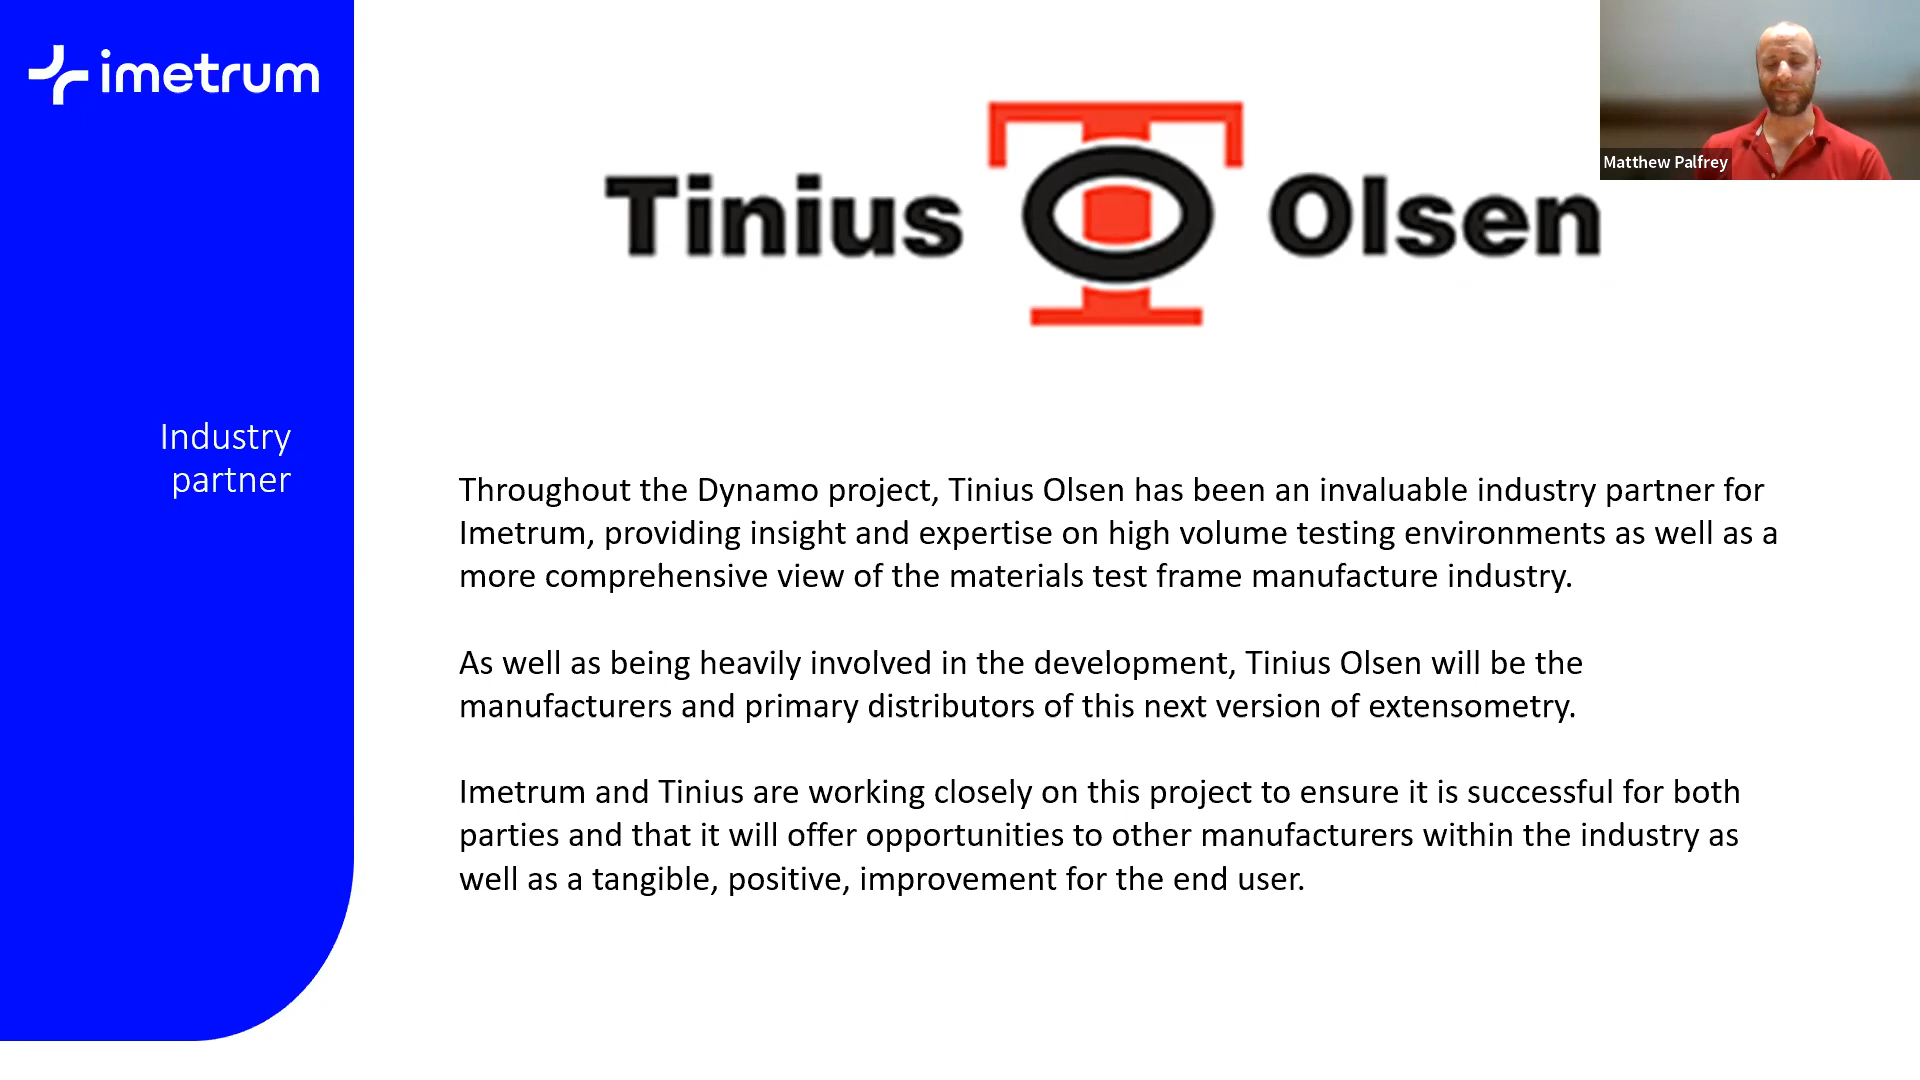 imetrum
Tinius Olsen
Matthew Palfrey
Industry
partner
Throughout the Dynamo project, Tinius Olsen has been an invaluable industry partner for
Imetrum, providing insight and expertise on high volume testing environments as well as a
more comprehensive view of the materials test frame manufacture industry.
As well as being heavily involved in the development, Tinius Olsen will be the
manufacturers and primary distributors of this next version of extensometry.
Imetrum and Tinius are working closely on this project to ensure it is successful for both
parties and that it will offer opportunities to other manufacturers within the industry as
well as a tangible, positive, improvement for the end user.